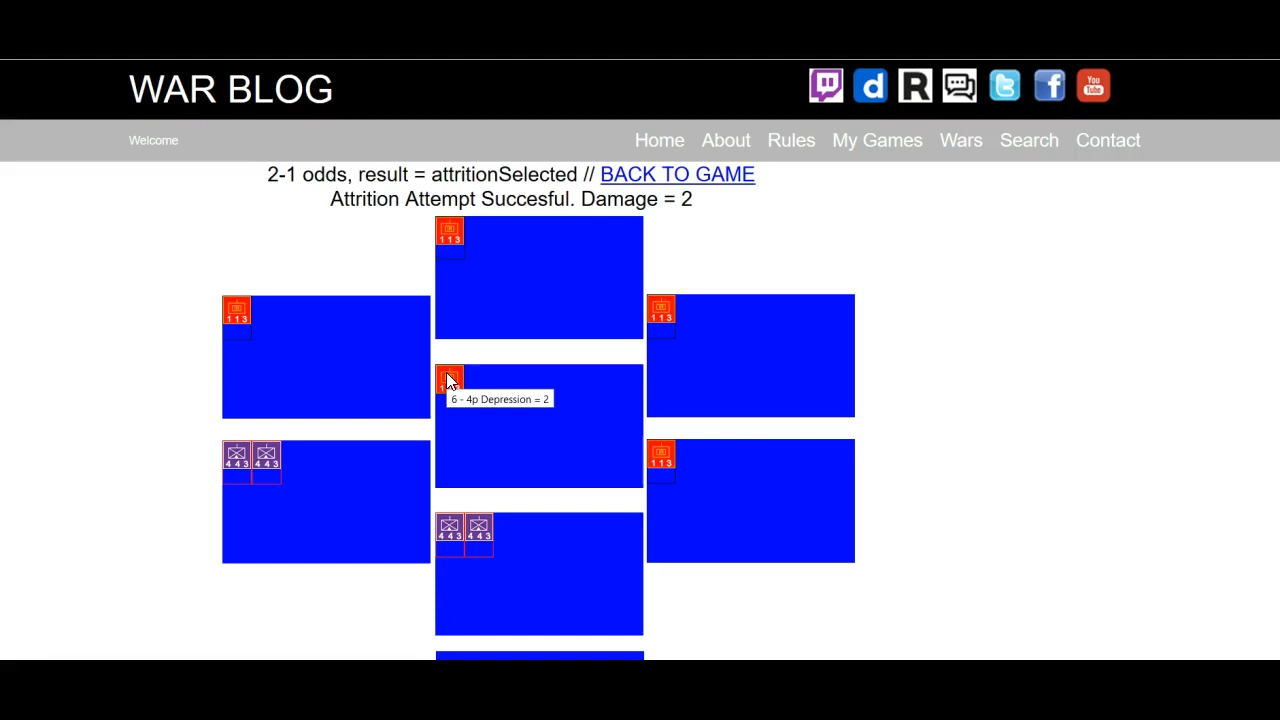 WAR BLOG
d R You Tube
Welcome Home About Rules My Games Wars Search Contact
2-1 odds, result = attritionSelected // BACK TO GAME
Attrition Attempt Succesful. Damage = 2
1 1 3
1 1 3
1 1 3
6 - 4p Depression = 2
4 4 3 4 4 3
1 1 3
4 4 3 4 4 3